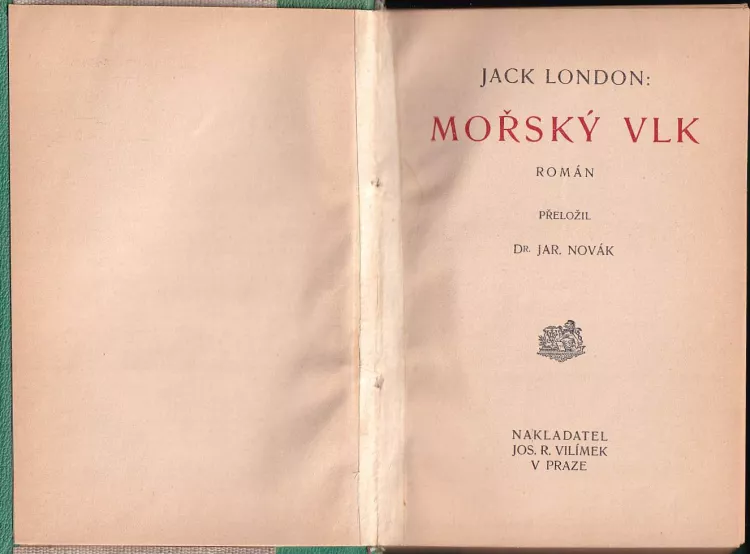 JACK LONDON:
MOŘSKÝ VLK
ROMÁN
PŘELOŽIL
DR. JAR. NOVÁK
NAKLADATEL
JOS. R. VILÍMEK
V PRAZE